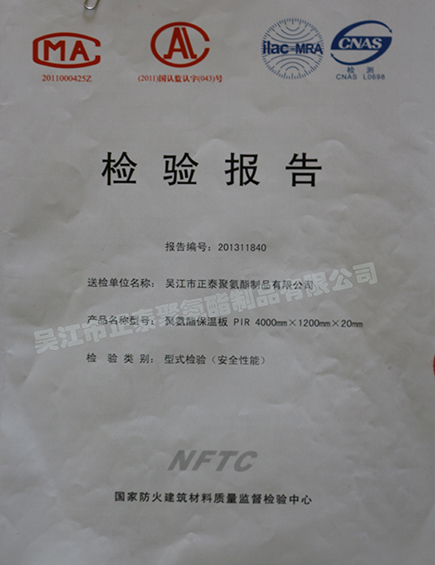 MA
2011000425Z
CAL
(2011)国认监认字(043)号
ilac-MRA
CNAS
检 测
CNAS L0698
检 验 报 告
报告编号：201311840
送检单位名称：吴江市正泰聚氨酯制品有限公司
产品名称型号：聚氨酯保温板 PIR 4000mm×1200mm×20mm
检 验 类 别：型式检验（安全性能）
吴江市正泰聚氨酯制品有限公司
NFTC
国家防火建筑材料质量监督检验中心